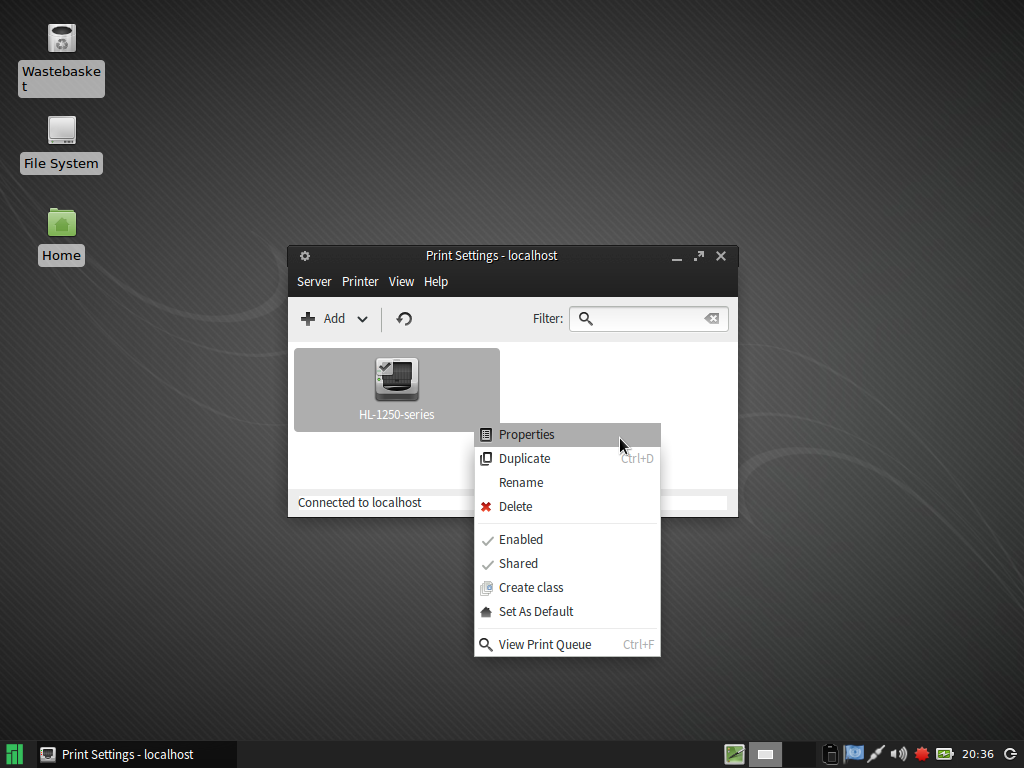 Wastebaske
t
File System
Home
Print Settings - localhost
Server Printer View Help
Add Filter:
HL-1250-series
Properties
Duplicate Ctrl+D
Rename
Delete
Connected to localhost
Enabled
Shared
Create class
Set As Default
View Print Queue Ctrl+F
Print Settings - localhost 20:36